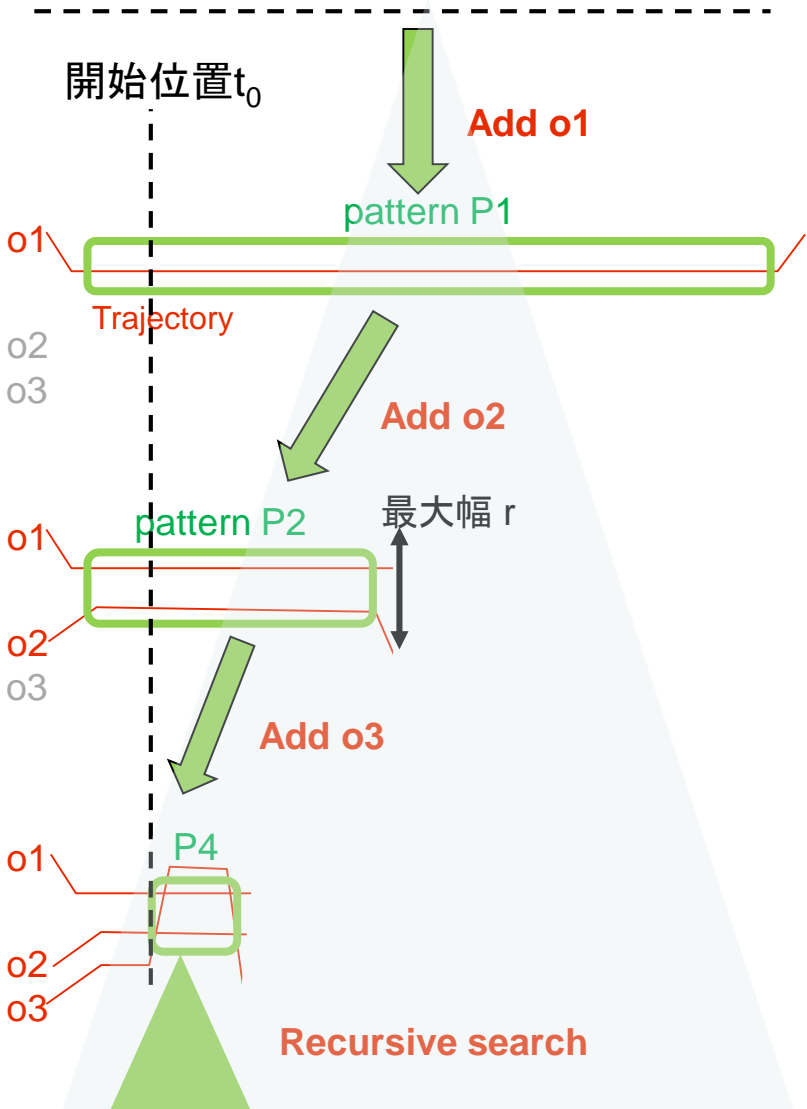 開始位置t0
Add o1
pattern P1
o1
Trajectory
o2
o3
Add o2
最大幅 r
pattern P2
o1
o2
o3
Add o3
P4
o1
o2
o3
Recursive search